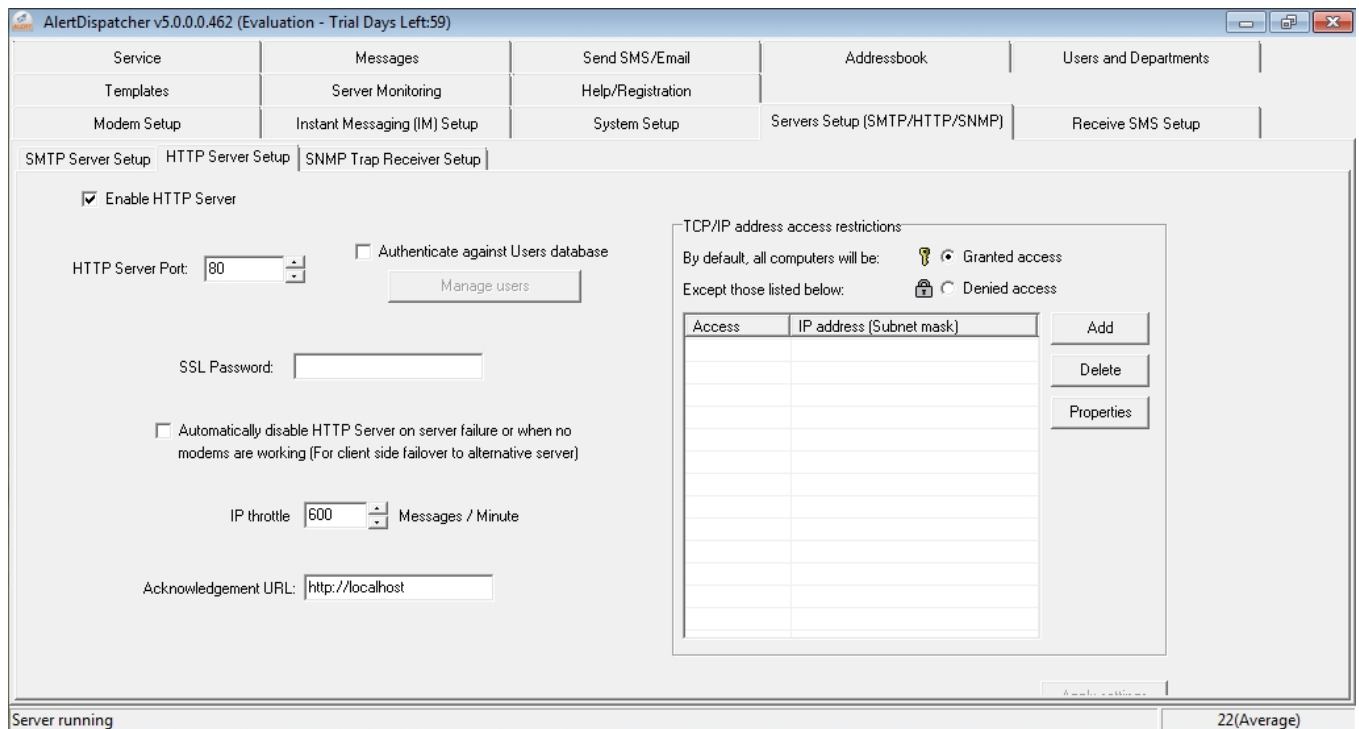 AlertDispatcher v5.0.0.0.462 (Evaluation - Trial Days Left:59)
Service Messages Send SMS/Email Addressbook Users and Departments
Templates Server Monitoring Help/Registration
Modem Setup Instant Messaging (IM) Setup System Setup Servers Setup (SMTP/HTTP/SNMP) Receive SMS Setup
SMTP Server Setup HTTP Server Setup SNMP Trap Receiver Setup
Enable HTTP Server
HTTP Server Port: 80
Authenticate against Users database
Manage users
SSL Password:
Automatically disable HTTP Server on server failure or when no
modems are working (For client side failover to alternative server)
IP throttle 600 Messages / Minute
Acknowledgement URL: http://localhost
TCP/IP address access restrictions
By default, all computers will be: Granted access
Except those listed below: Denied access
Access IP address (Subnet mask)
Add
Delete
Properties
Apply settings
Server running 22(Average)